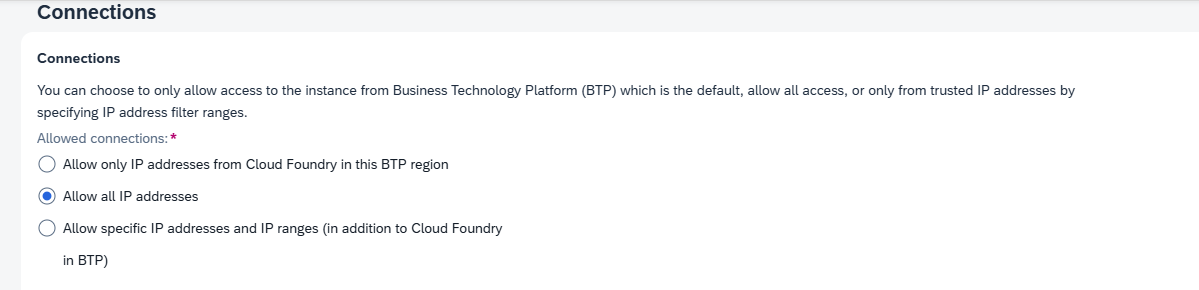 Connections
Connections
You can choose to only allow access to the instance from Business Technology Platform (BTP) which is the default, allow all access, or only from trusted IP addresses by
specifying IP address filter ranges.
Allowed connections:*
Allow only IP addresses from Cloud Foundry in this BTP region
Allow all IP addresses
Allow specific IP addresses and IP ranges (in addition to Cloud Foundry
in BTP)